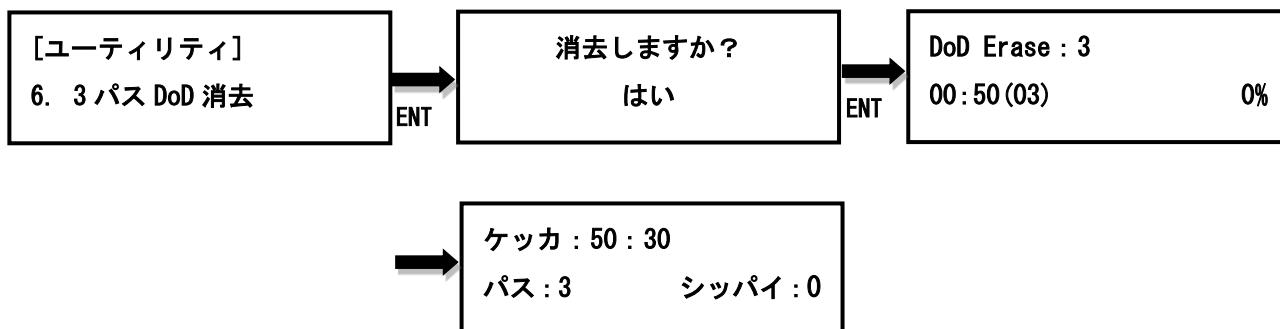 [ユーティリティ]
6. 3パス DoD 消去
ENT
消去しますか？
はい
ENT
DoD Erase : 3
00:50(03) 0%
ケッカ : 50 : 30
パス : 3 シッパイ : 0